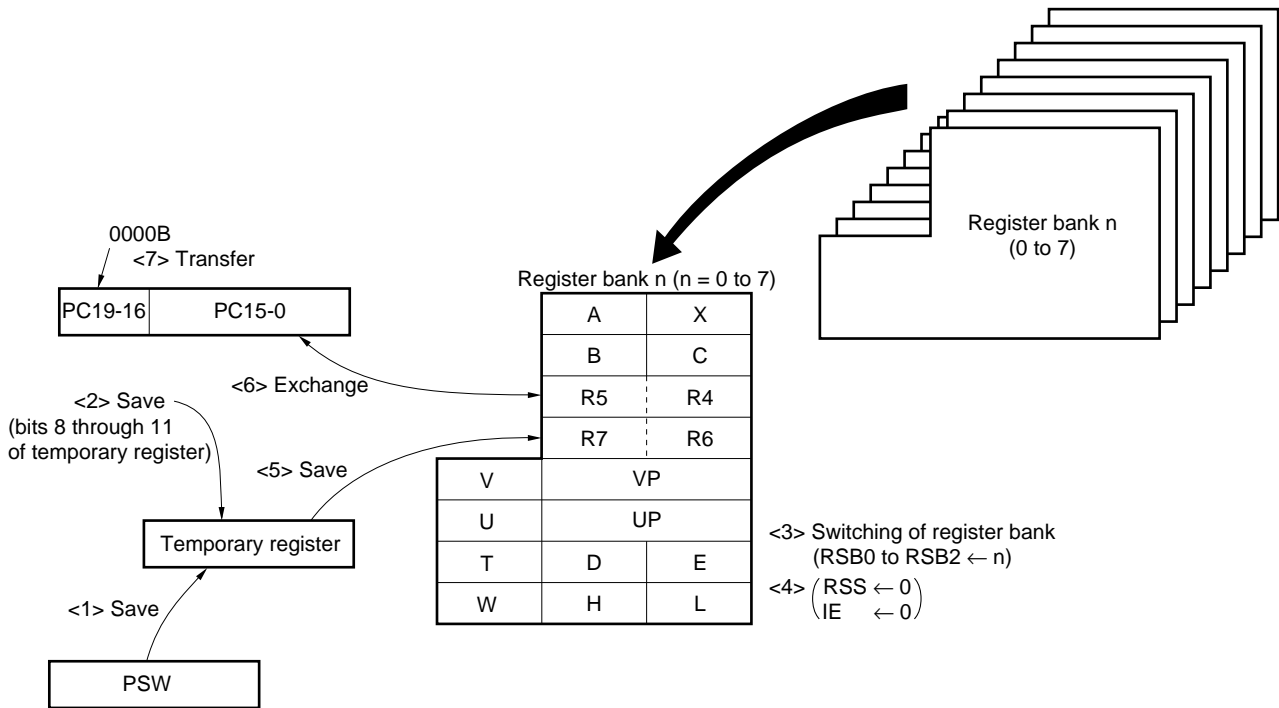 Register bank n
(0 to 7)
0000B
<7> Transfer
PC19-16 PC15-0
<6> Exchange
<2> Save
(bits 8 through 11
of temporary register)
<5> Save
Temporary register
<1> Save
PSW
Register bank n (n = 0 to 7)
A X
B C
R5 R4
R7 R6
V VP
U UP
T D E
W H L
<3> Switching of register bank
(RSB0 to RSB2 ← n)
<4> (RSS ← 0
IE ← 0)